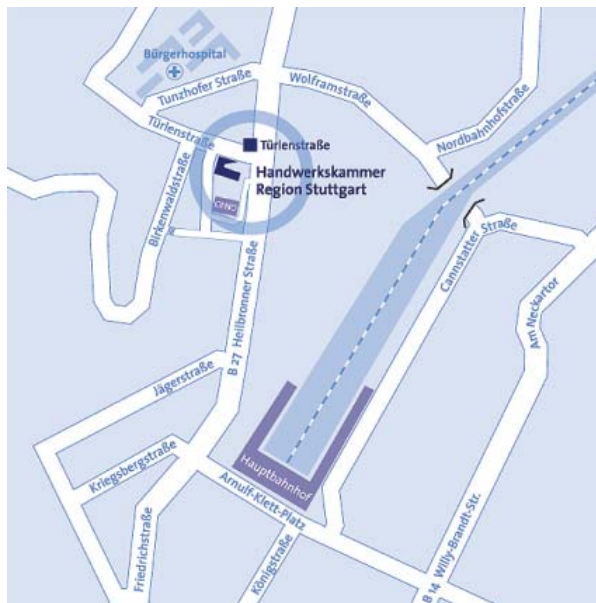 Bürgerhospital
Tunzhofer Straße
Wolframstraße
Türlenstraße
Nordbahnhofstraße
Türlenstraße
Handwerkskammer
Region Stuttgart
GENO
Birkenwaldstraße
Cannstatter Straße
Am Neckartor
B 27 Heilbronner Straße
Jägerstraße
Hauptbahnhof
Kriegsbergstraße
Arnulf-Klett-Platz
Friedrichstraße
Königstraße
B 14 Willy-Brandt-Str.